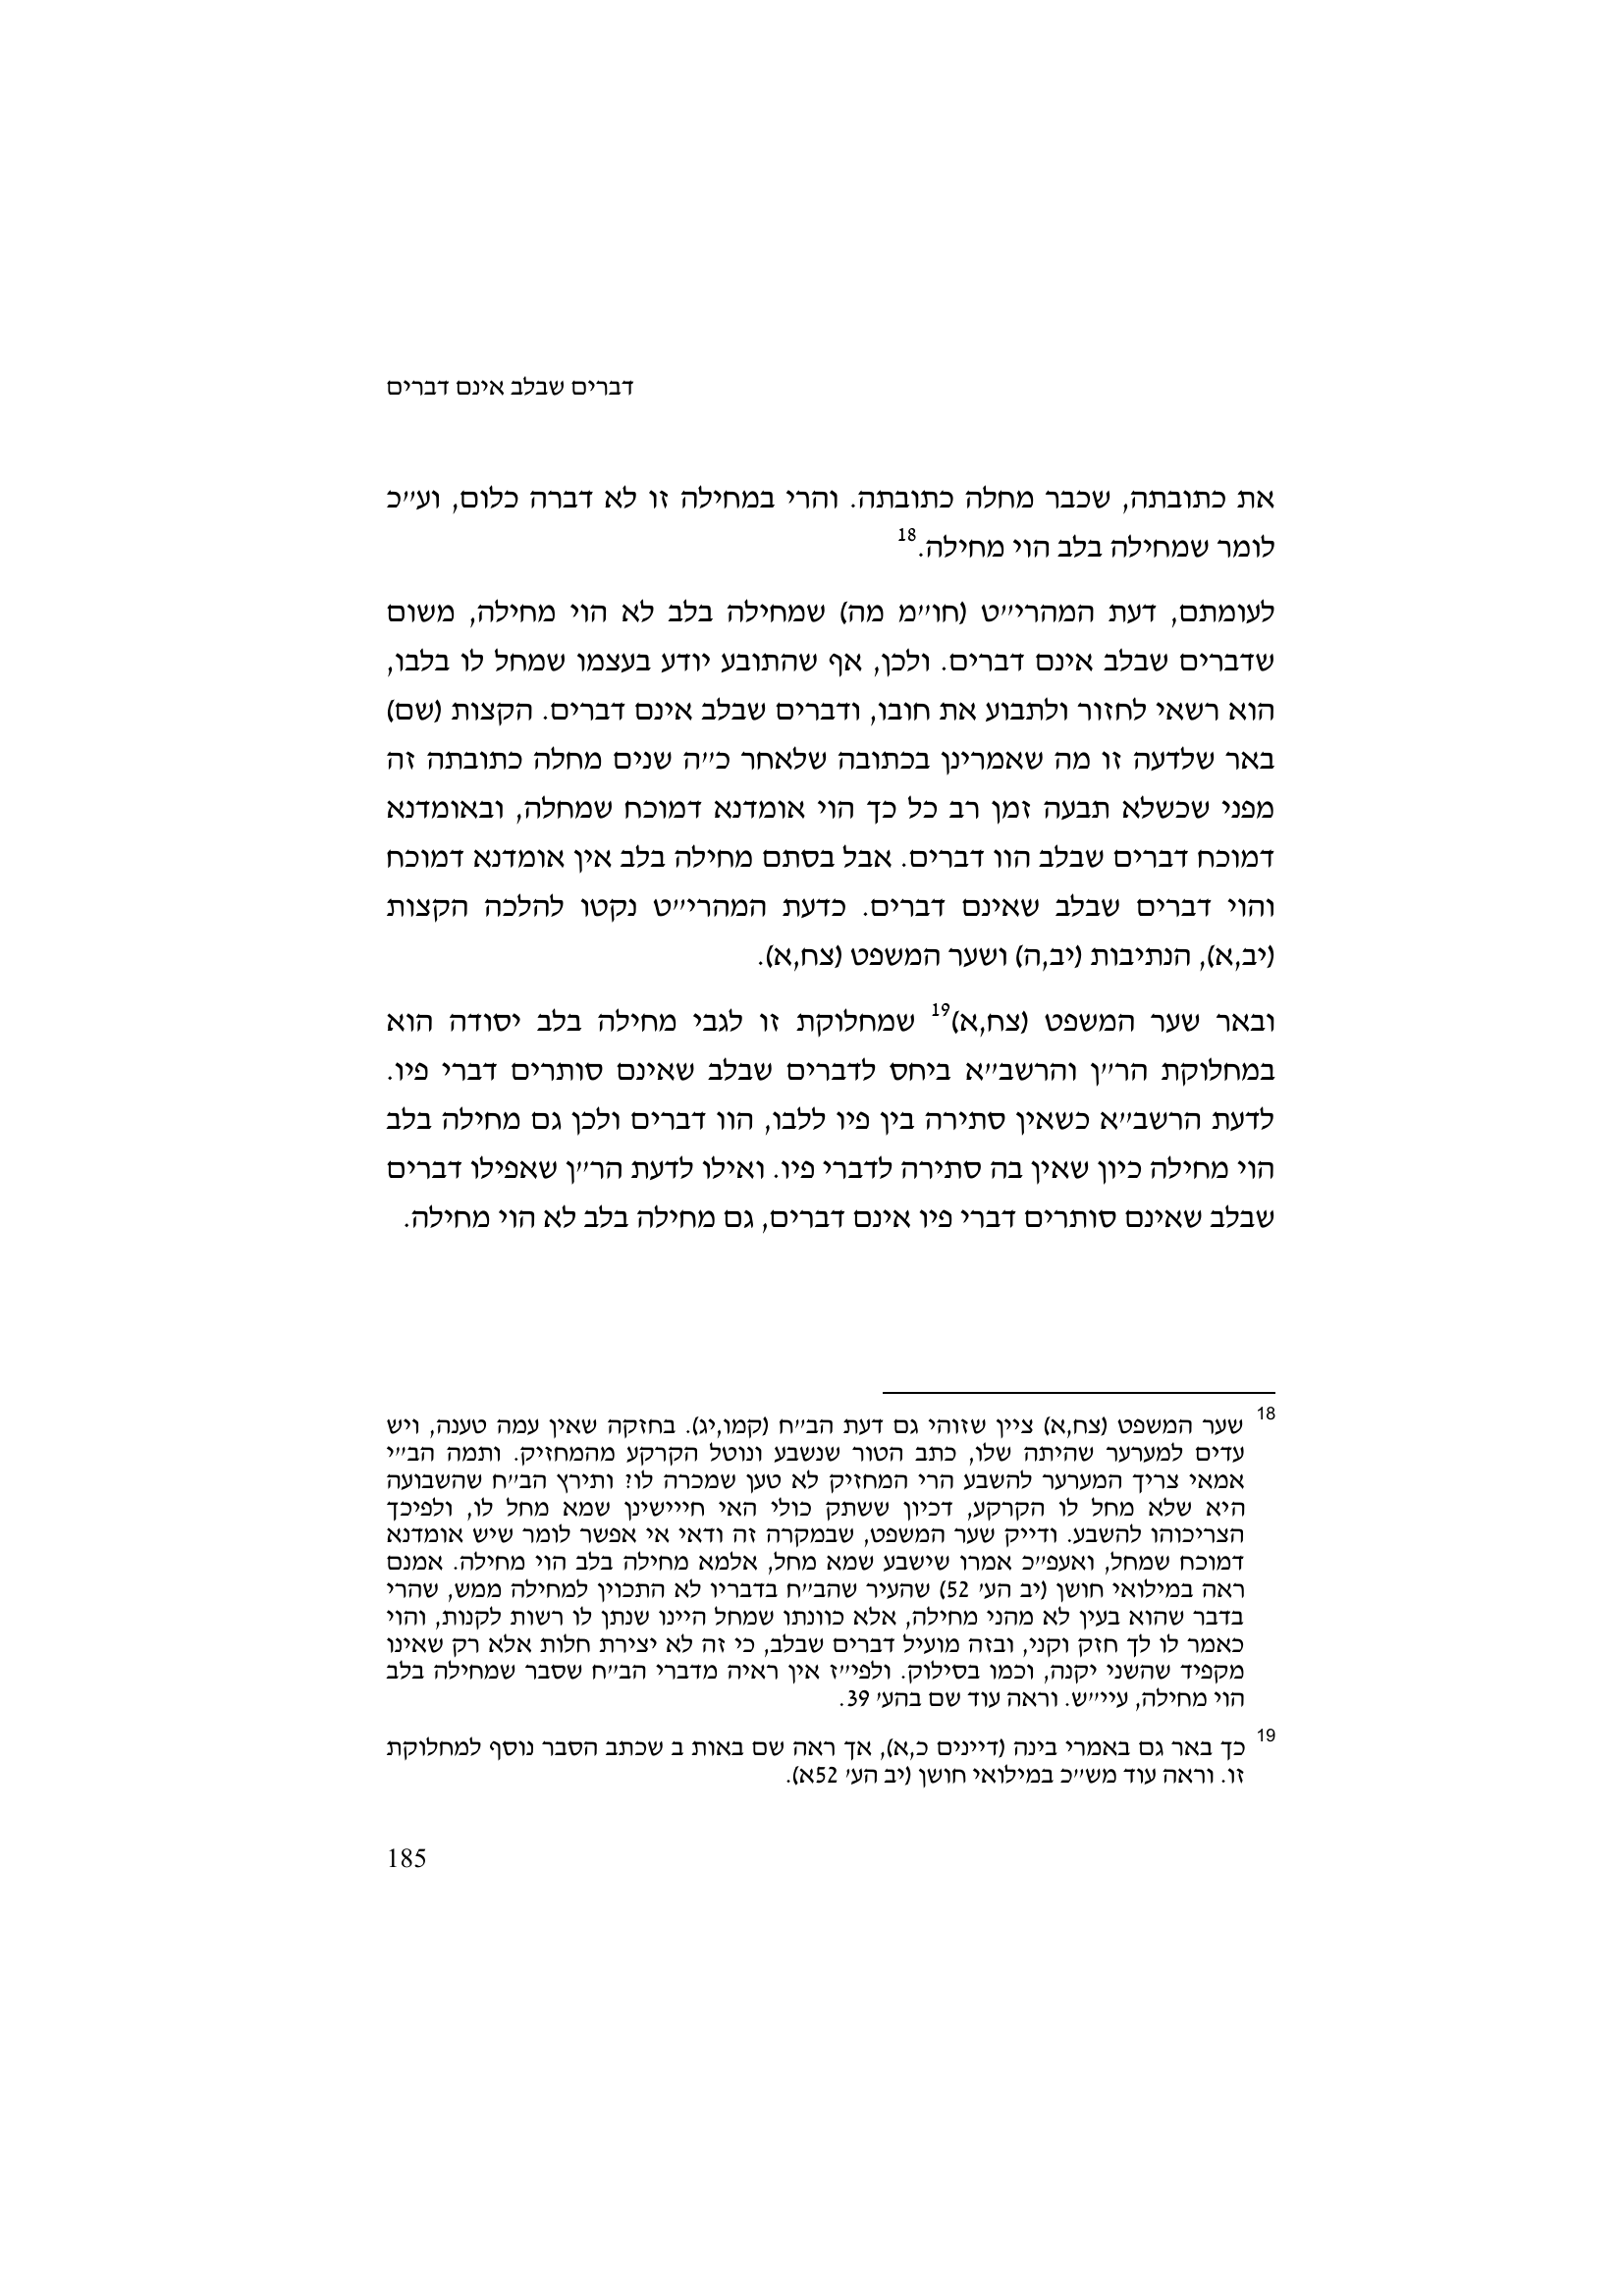 דברים שבלב אינם דברים
את כתובתה, שכבר מחלה כתובתה. והרי במחילה זו לא דברה כלום, וע״כ
לומר שמחילה בלב הוי מחילה.18
לעומתם, דעת המהרי״ט (חו״מ מה) שמחילה בלב לא הוי מחילה, משום
שדברים שבלב אינם דברים. ולכן, אף שהתובע יודע בעצמו שמחל לו בלבו,
הוא רשאי לחזור ולתבוע את חובו, ודברים שבלב אינם דברים. הקצות (שם)
באר שלדעה זו מה שאמרינן בכתובה שלאחר כ״ה שנים מחלה כתובתה זה
מפני שכשלא תבעה זמן רב כל כך הוי אומדנא דמוכח שמחלה, ובאומדנא
דמוכח דברים שבלב הוו דברים. אבל בסתם מחילה בלב אין אומדנא דמוכח
והוי דברים שבלב שאינם דברים. כדעת המהרי״ט נקטו להלכה הקצות
(יב,א), הנתיבות (יב,ה) ושער המשפט (צח,א).
ובאר שער המשפט (צח,א)19 שמחלוקת זו לגבי מחילה בלב יסודה הוא
במחלוקת הר״ן והרשב״א ביחס לדברים שבלב שאינם סותרים דברי פיו.
לדעת הרשב״א כשאין סתירה בין פיו ללבו, הוו דברים ולכן גם מחילה בלב
הוי מחילה כיון שאין בה סתירה לדברי פיו. ואילו לדעת הר״ן שאפילו דברים
שבלב שאינם סותרים דברי פיו אינם דברים, גם מחילה בלב לא הוי מחילה.
18 שער המשפט (צח,א) ציין שזוהי גם דעת הב״ח (קמו,יג). בחזקה שאין עמה טענה, ויש
עדים למערער שהיתה שלו, כתב הטור שנשבע ונוטל הקרקע מהמחזיק. ותמה הב״י
אמאי צריך המערער להשבע הרי המחזיק לא טען שמכרה לו? ותירץ הב״ח שהשבועה
היא שלא מחל לו הקרקע, דכיון ששתק כולי האי חייישינן שמא מחל לו, ולפיכך
הצריכוהו להשבע. ודייק שער המשפט, שבמקרה זה ודאי אי אפשר לומר שיש אומדנא
דמוכח שמחל, ואעפ״כ אמרו שישבע שמא מחל, אלמא מחילה בלב הוי מחילה. אמנם
ראה במילואי חושן (יב הע׳ 52) שהעיר שהב״ח בדבריו לא התכוין למחילה ממש, שהרי
בדבר שהוא בעין לא מהני מחילה, אלא כוונתו שמחל היינו שנתן לו רשות לקנות, והוי
כאמר לו לך חזק וקני, ובזה מועיל דברים שבלב, כי זה לא יצירת חלות אלא רק שאינו
מקפיד שהשני יקנה, וכמו בסילוק. ולפי״ז אין ראיה מדברי הב״ח שסבר שמחילה בלב
הוי מחילה, עיי״ש. וראה עוד שם בהע׳ 39.
19 כך באר גם באמרי בינה (דיינים כ,א), אך ראה שם באות ב שכתב הסבר נוסף למחלוקת
זו. וראה עוד מש״כ במילואי חושן (יב הע׳ 52א).
185